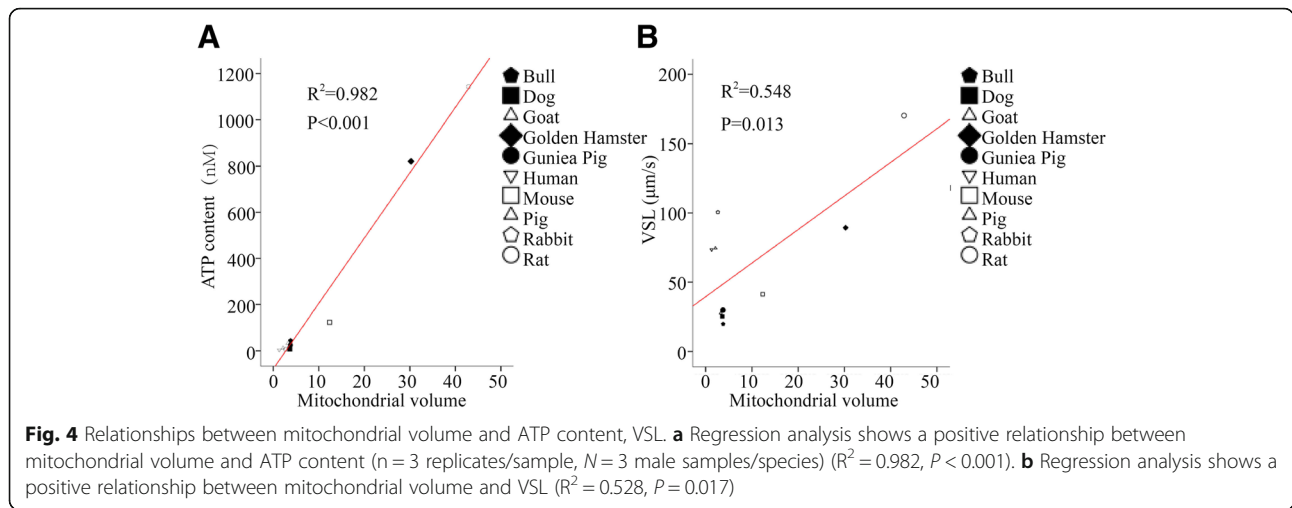 A
B
1200
1000
800
600
400
200
0
ATP content (nM)
R²=0.982
P<0.001
0 10 20 30 40 50
Mitochondrial volume
Bull
Dog
Goat
Golden Hamster
Guniea Pig
Human
Mouse
Pig
Rabbit
Rat
200
150
100
50
0
VSL (µm/s)
R²=0.548
P=0.013
0 10 20 30 40 50
Mitochondrial volume
Bull
Dog
Goat
Golden Hamster
Guniea Pig
Human
Mouse
Pig
Rabbit
Rat
Fig. 4 Relationships between mitochondrial volume and ATP content, VSL. a Regression analysis shows a positive relationship between
mitochondrial volume and ATP content (n = 3 replicates/sample, N = 3 male samples/species) (R² = 0.982, P < 0.001). b Regression analysis shows a
positive relationship between mitochondrial volume and VSL (R² = 0.528, P = 0.017)